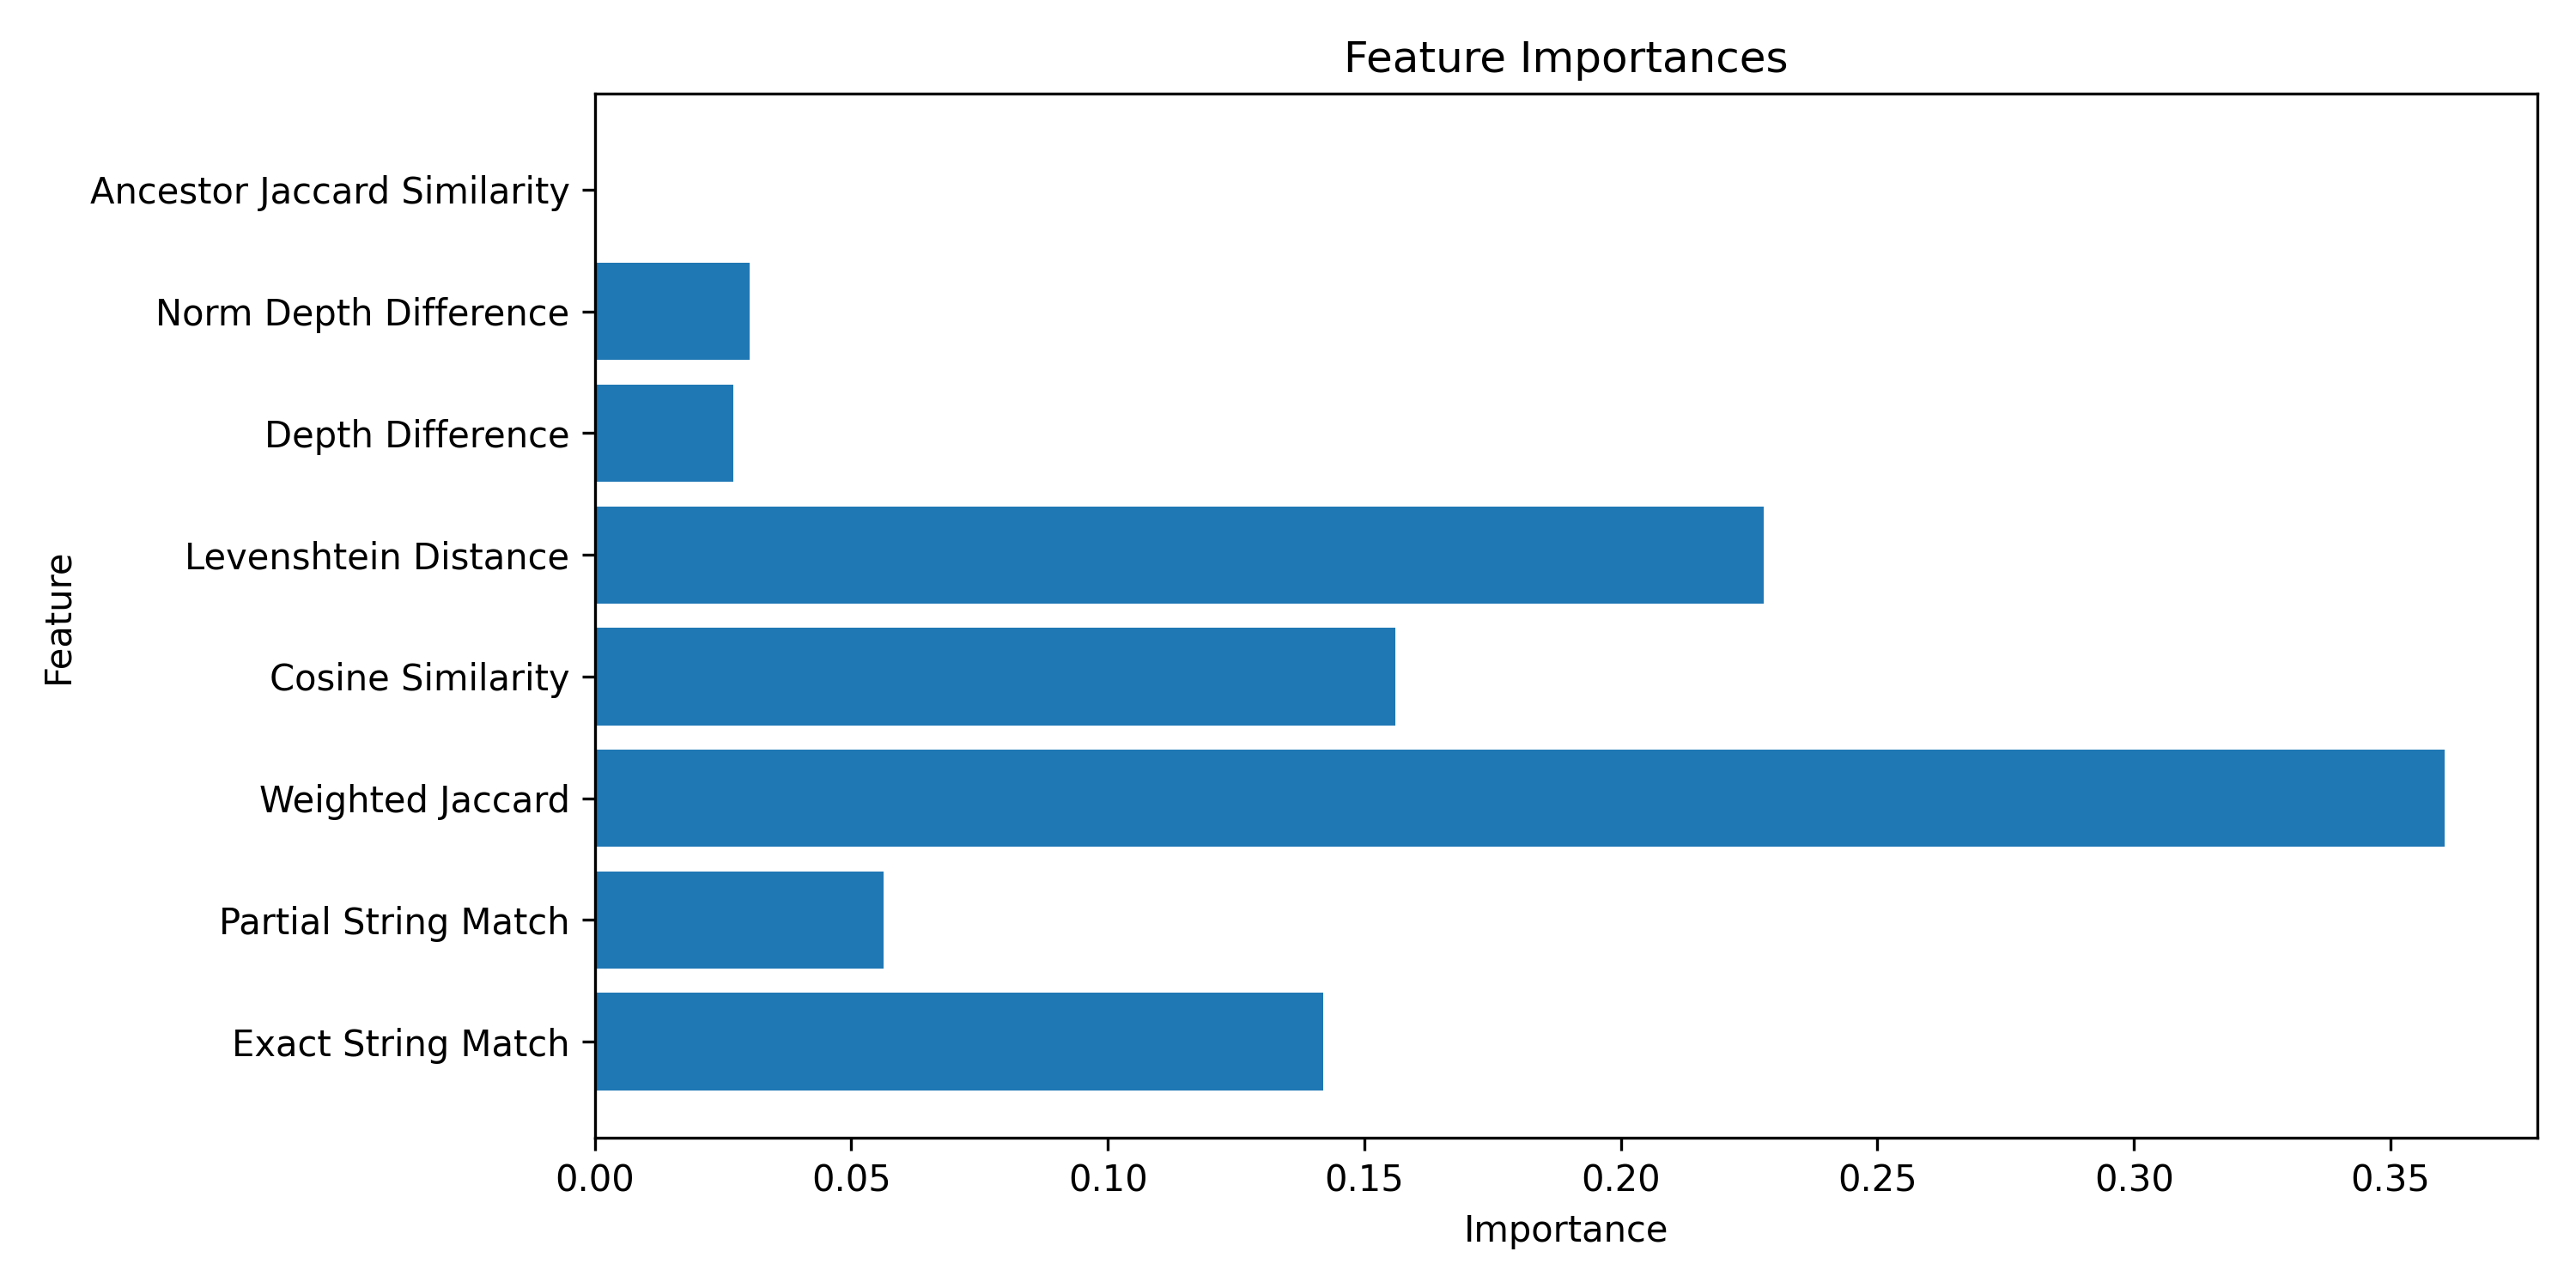 Feature Importances
Ancestor Jaccard Similarity
Norm Depth Difference
Depth Difference
Levenshtein Distance
Cosine Similarity
Weighted Jaccard
Partial String Match
Exact String Match
Feature
0.00 0.05 0.10 0.15 0.20 0.25 0.30 0.35
Importance